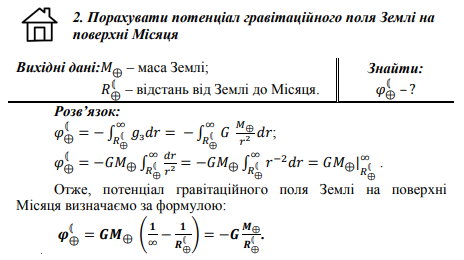 2. Порахувати потенціал гравітаційного поля Землі на
поверхні Місяця
Вихідні дані: M⊕ – маса Землі;
Знайти:
R⊕☾ – відстань від Землі до Місяця.
φ⊕☾ – ?
Розв’язок:
φ⊕☾ = − ∫_{R⊕☾}^∞ g₃dr = − ∫_{R⊕☾}^∞ G M⊕/r² dr;
φ⊕☾ = −GM⊕ ∫_{R⊕☾}^∞ dr/r² = −GM⊕ ∫_{R⊕☾}^∞ r⁻²dr = GM⊕|_{R⊕☾}^∞ .
Отже, потенціал гравітаційного поля Землі на поверхні
Місяця визначаємо за формулою:
φ⊕☾ = GM⊕ (1/∞ − 1/R⊕☾) = −G M⊕/R⊕☾.